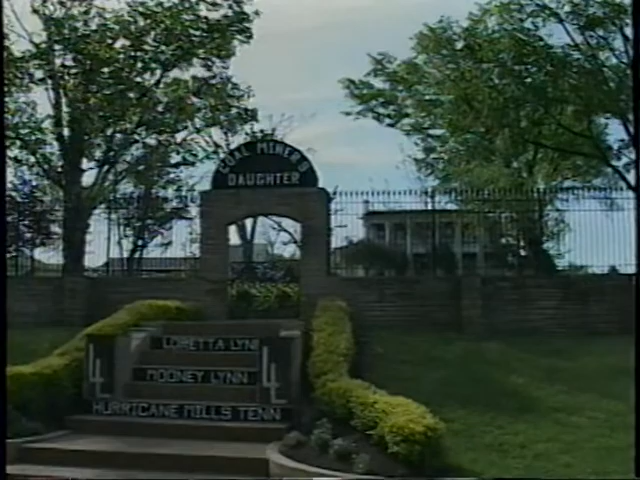 COAL MINERS
DAUGHTER
LORETTA LYNN
MOONEY LYNN
L L
HURRICANE MILLS TENN